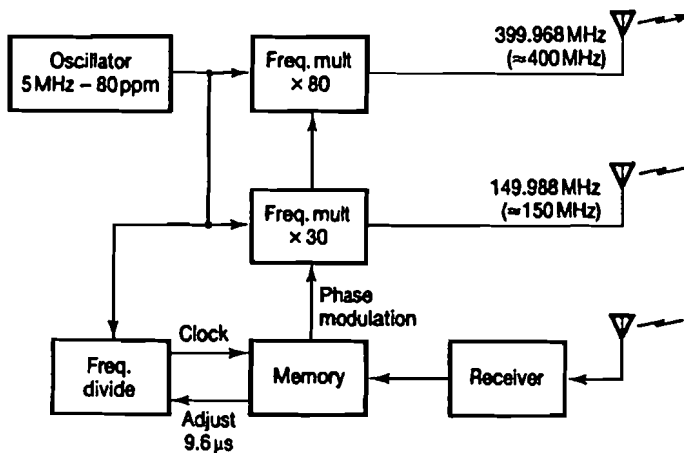 Oscillator
5 MHz – 80 ppm
Freq. mult
× 80
399.968 MHz
(≈400 MHz)
Freq. mult
× 30
149.988 MHz
(≈150 MHz)
Phase
modulation
Clock
Freq.
divide
Memory
Receiver
Adjust
9.6 µs